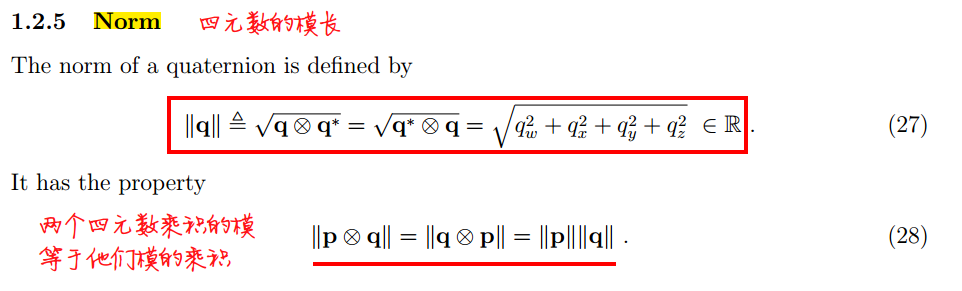 1.2.5 Norm 四元数的模长
The norm of a quaternion is defined by
‖q‖ ≜ √(q ⊗ q*) = √(q* ⊗ q) = √(q_w² + q_x² + q_y² + q_z²) ∈ ℝ . (27)
It has the property
两个四元数乘积的模
等于他们模的乘积
‖p ⊗ q‖ = ‖q ⊗ p‖ = ‖p‖‖q‖ . (28)